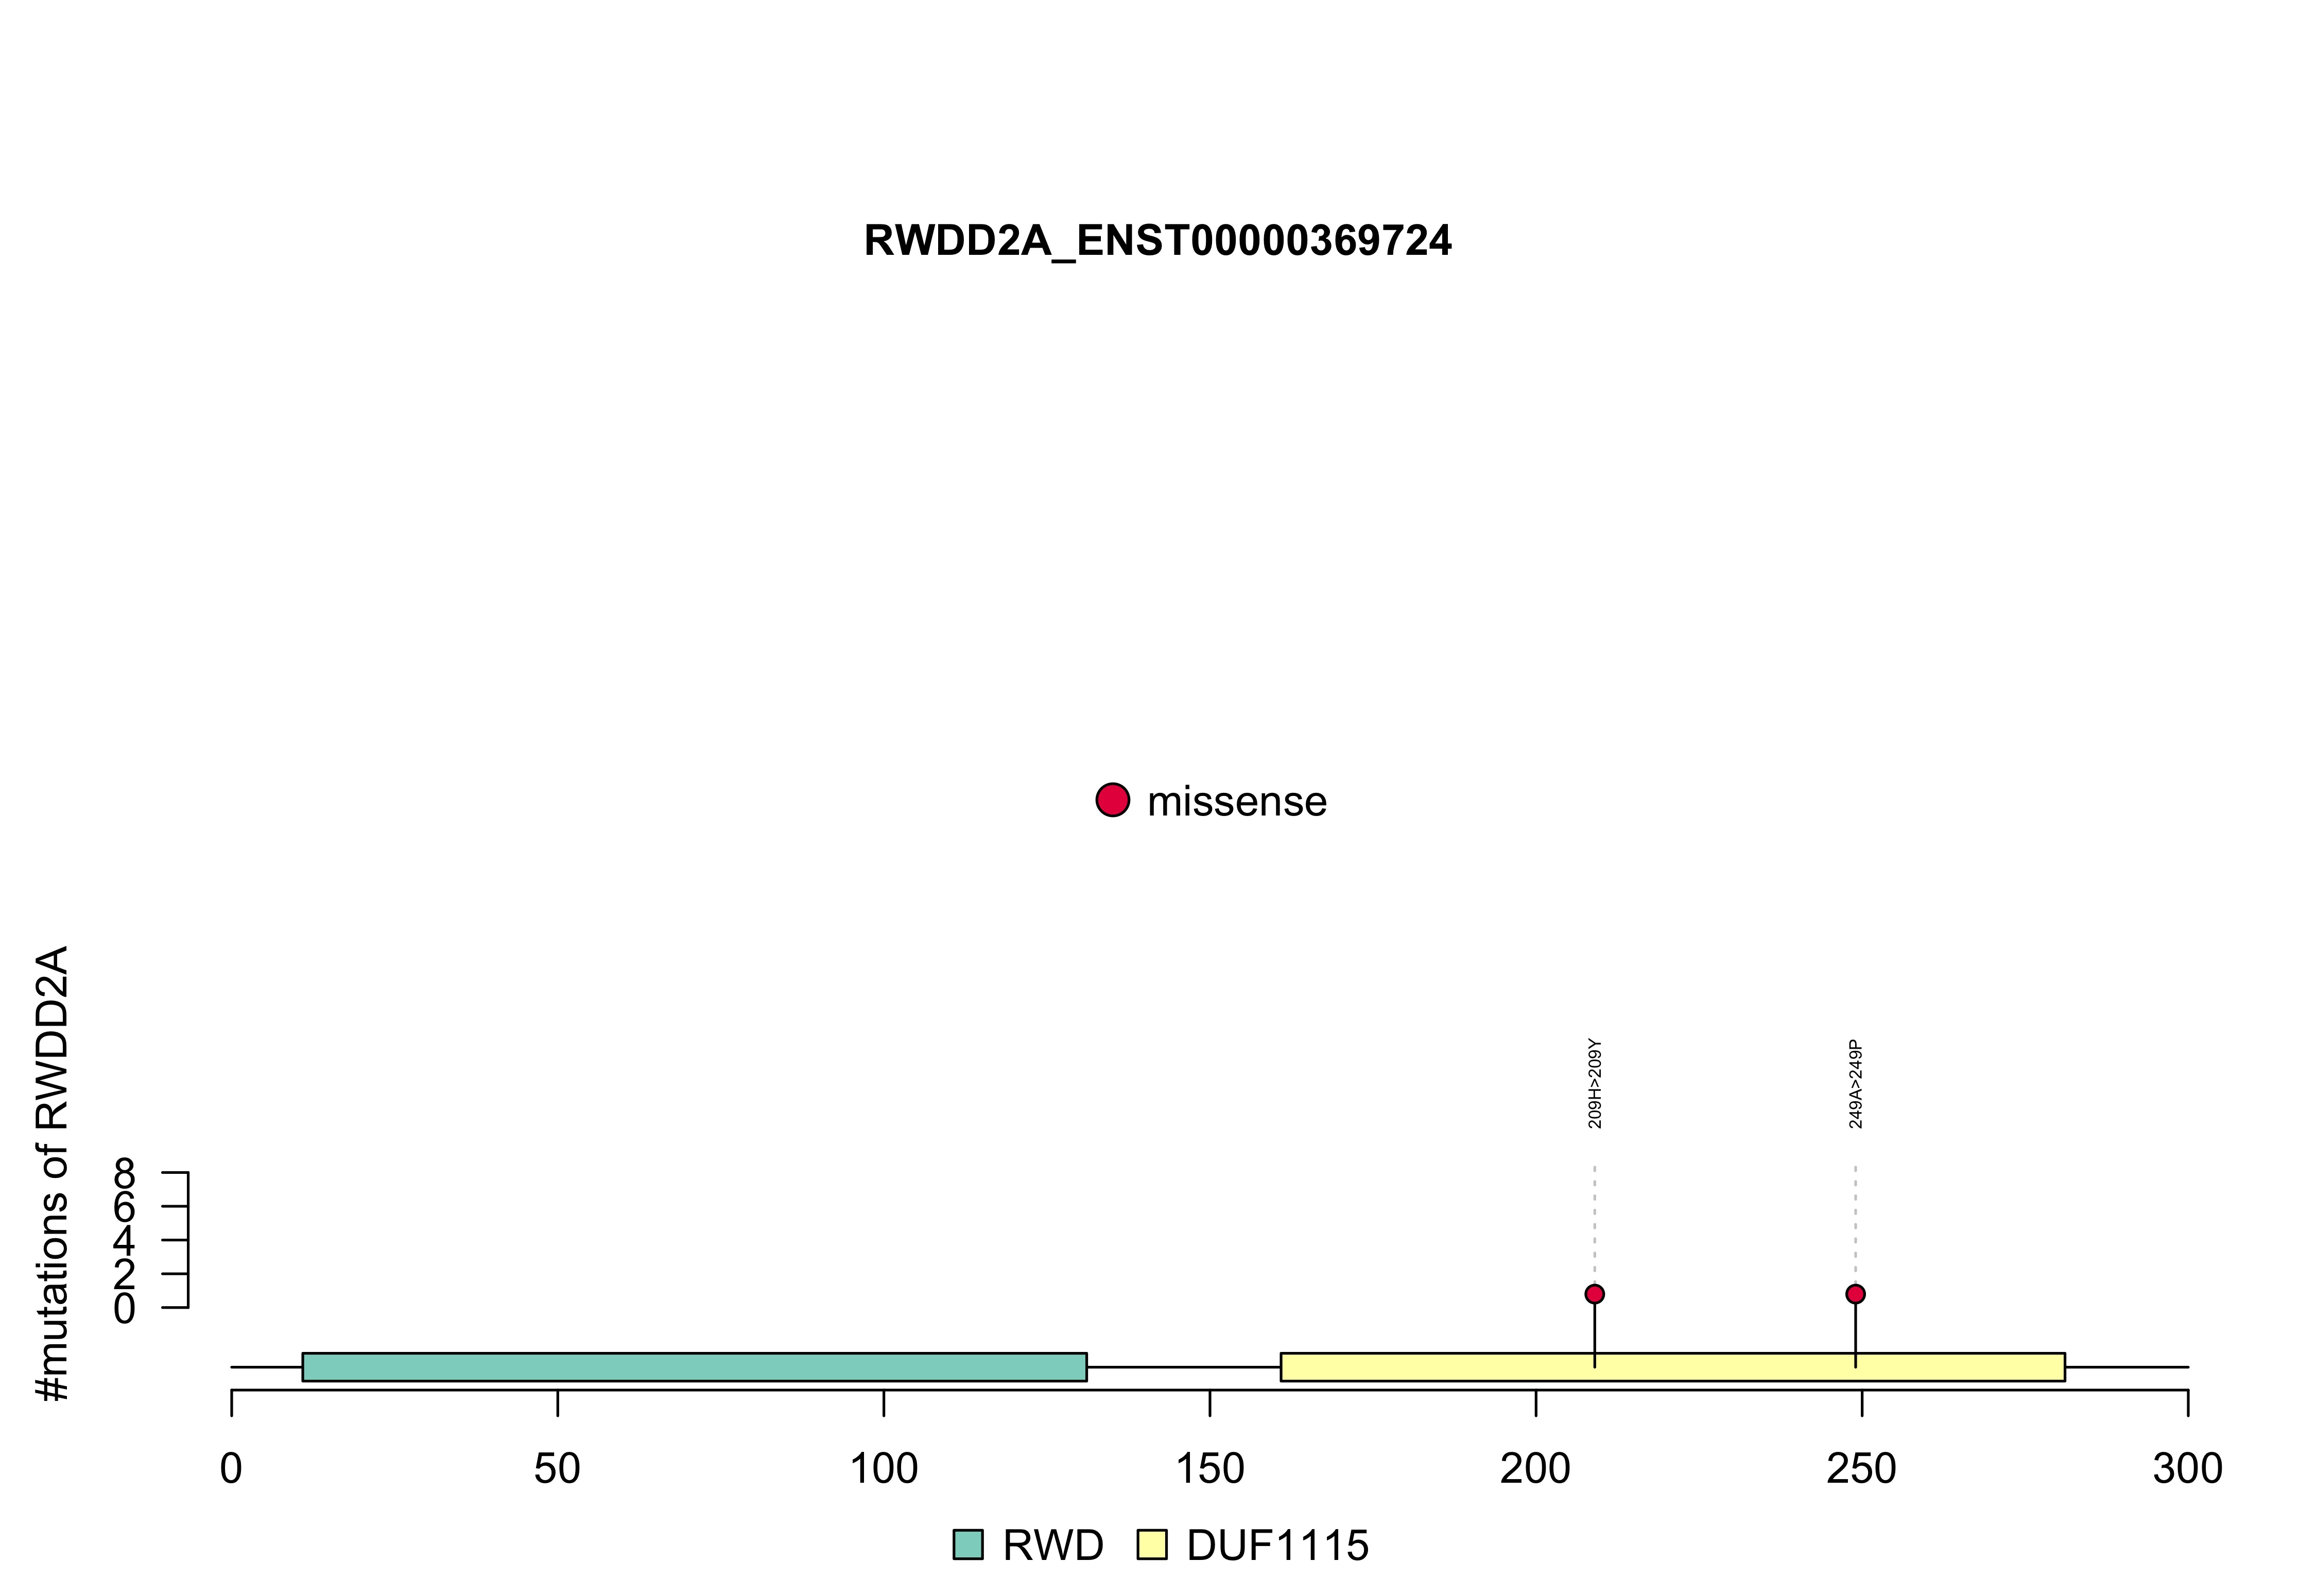 RWDD2A_ENST00000369724
missense
#mutations of RWDD2A
209H>209Y
249A>249P
8
6
4
2
0
0 50 100 150 200 250 300
RWD DUF1115